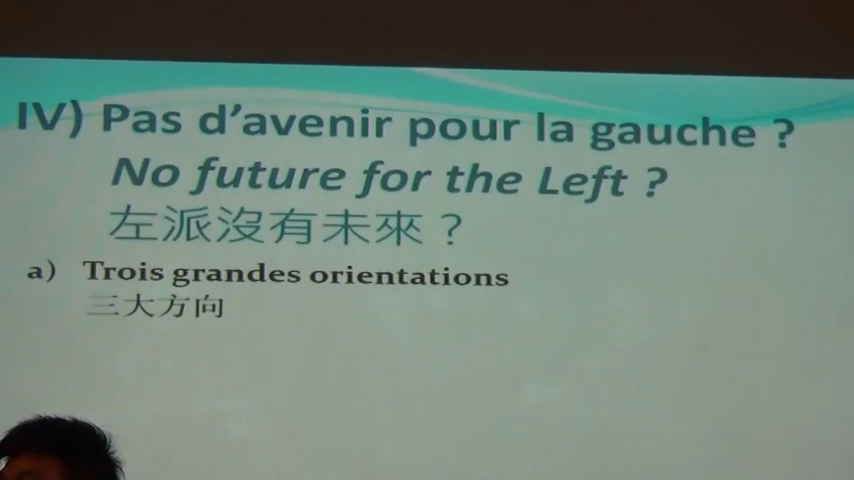 IV) Pas d'avenir pour la gauche ?
No future for the Left ?
左派沒有未來？
a) Trois grandes orientations
三大方向